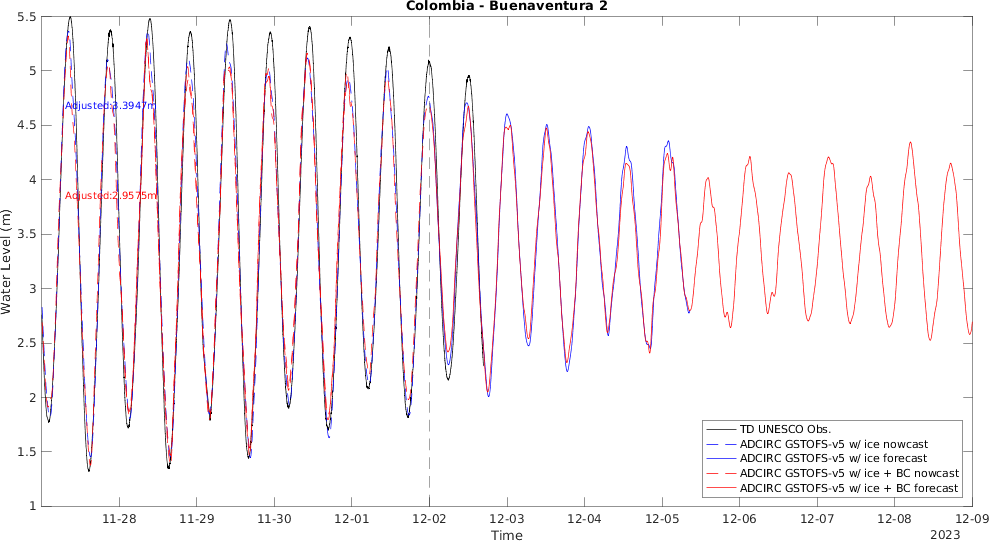 Colombia - Buenaventura 2
5.5
5
4.5
4
3.5
3
2.5
2
1.5
1
Water Level (m)
Adjusted:3.3947m
Adjusted:2.9575m
TD UNESCO Obs.
ADCIRC GSTOFS-v5 w/ ice nowcast
ADCIRC GSTOFS-v5 w/ ice forecast
ADCIRC GSTOFS-v5 w/ ice + BC nowcast
ADCIRC GSTOFS-v5 w/ ice + BC forecast
11-28 11-29 11-30 12-01 12-02 12-03 12-04 12-05 12-06 12-07 12-08 12-09
Time
2023